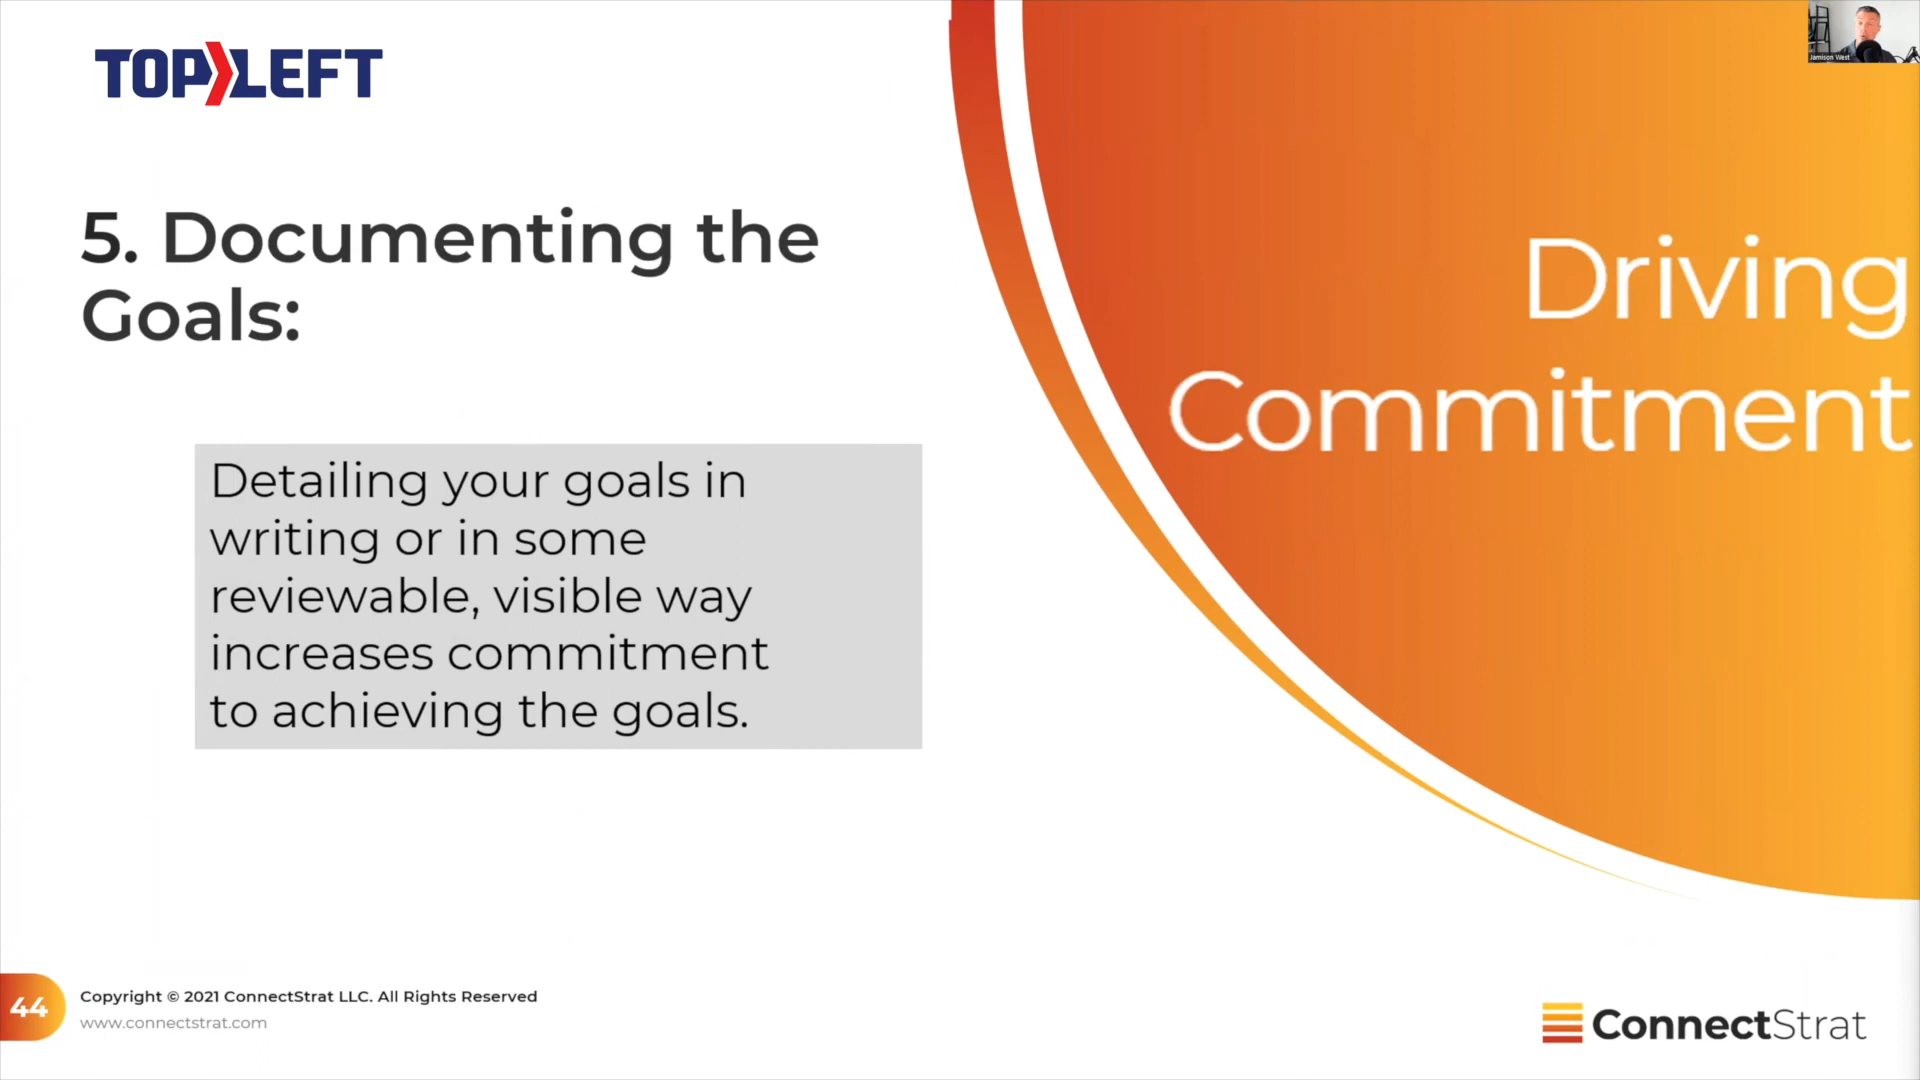 TOP LEFT
Jamison West
5. Documenting the
Goals:
Driving
Commitment
Detailing your goals in
writing or in some
reviewable, visible way
increases commitment
to achieving the goals.
44
Copyright © 2021 ConnectStrat LLC. All Rights Reserved
www.connectstrat.com
ConnectStrat